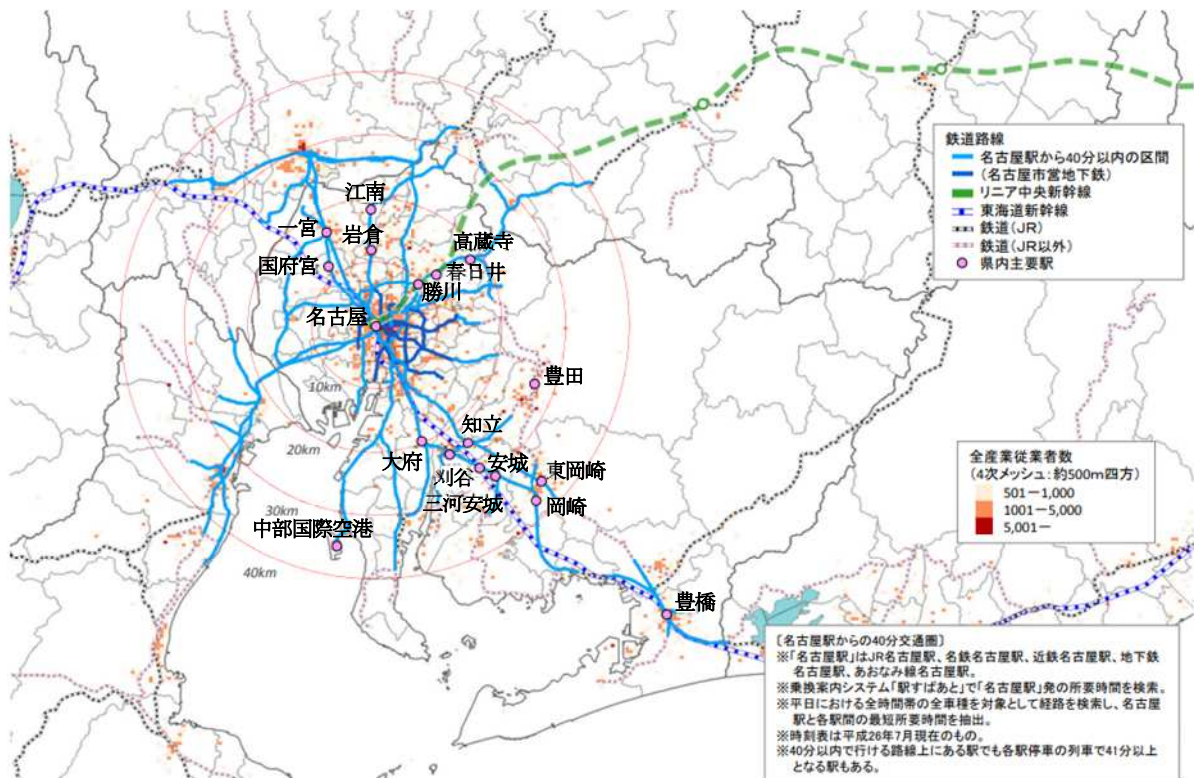 江南
一宮
岩倉
高蔵寺
国府宮
春日井
勝川
名古屋
10km
豊田
20km
知立
大府
安城
刈谷
東岡崎
三河安城
岡崎
30km
中部国際空港
40km
豊橋
鉄道路線
名古屋駅から40分以内の区間
(名古屋市営地下鉄)
リニア中央新幹線
東海道新幹線
鉄道(JR)
鉄道(JR以外)
県内主要駅
全産業従業者数
(4次メッシュ:約500m四方)
501-1,000
1001-5,000
5,001-
〔名古屋駅からの40分交通圏〕
※「名古屋駅」はJR名古屋駅、名鉄名古屋駅、近鉄名古屋駅、地下鉄
名古屋駅、あおなみ線名古屋駅。
※乗換案内システム「駅すぱあと」で「名古屋駅」発の所要時間を検索。
※平日における全時間帯の全車種を対象として経路を検索し、名古屋
駅と各駅間の最短所要時間を抽出。
※時刻表は平成26年7月現在のもの。
※40分以内で行ける路線上にある駅でも各駅停車の列車で41分以上
となる駅もある。